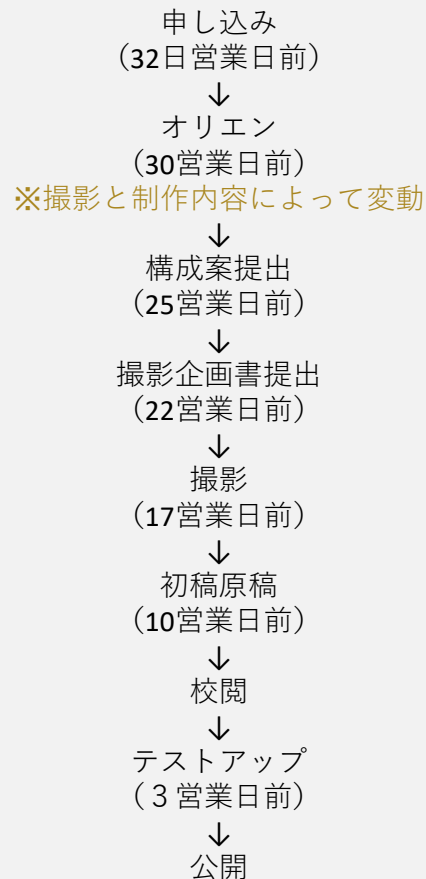 申し込み
（32日営業日前）
↓
オリエン
（30営業日前）
※撮影と制作内容によって変動
↓
構成案提出
（25営業日前）
↓
撮影企画書提出
（22営業日前）
↓
撮影
（17営業日前）
↓
初稿原稿
（10営業日前）
↓
校閲
↓
テストアップ
（３営業日前）
↓
公開